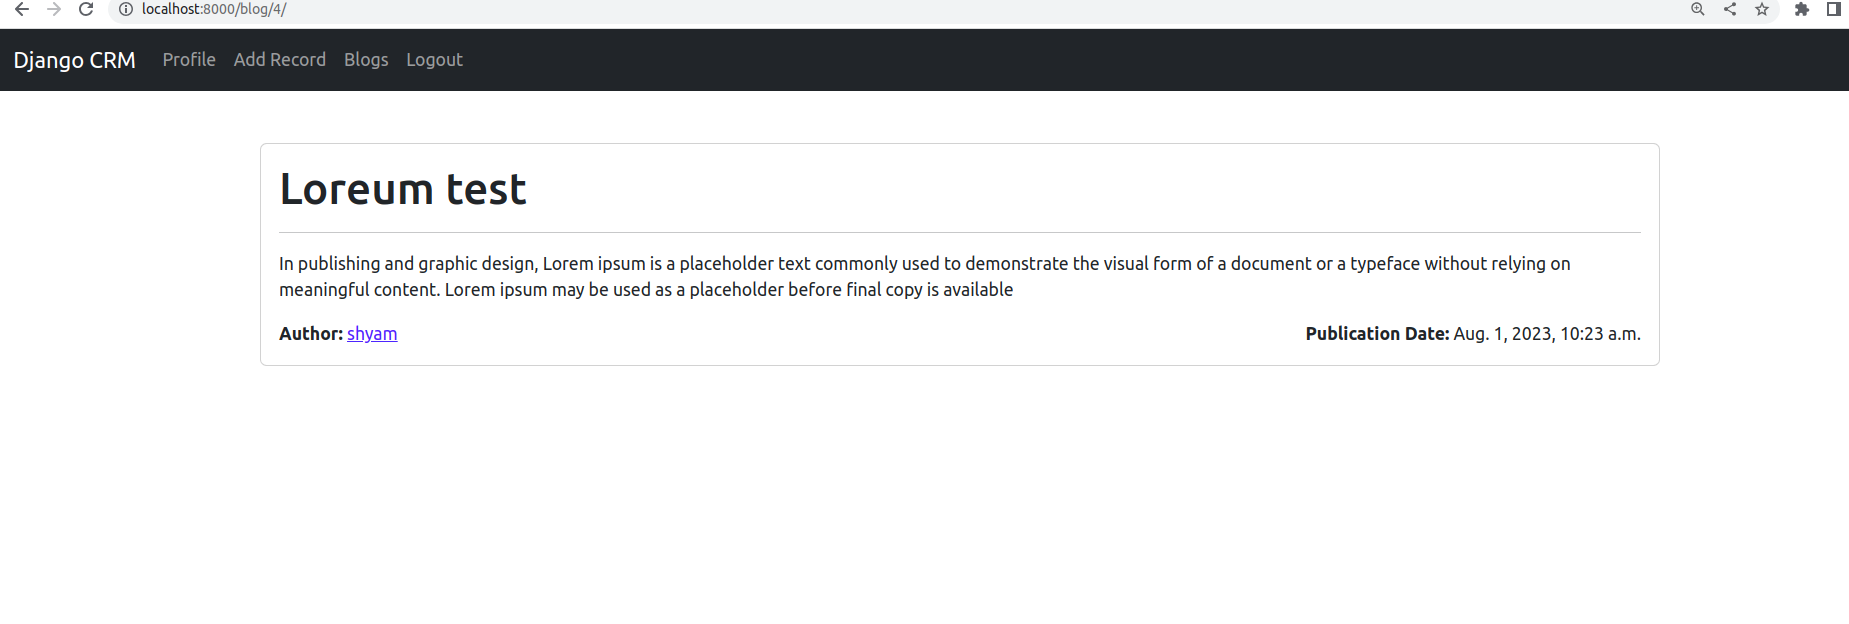 localhost:8000/blog/4/
Django CRM Profile Add Record Blogs Logout
Loreum test
In publishing and graphic design, Lorem ipsum is a placeholder text commonly used to demonstrate the visual form of a document or a typeface without relying on
meaningful content. Lorem ipsum may be used as a placeholder before final copy is available
Author: shyam Publication Date: Aug. 1, 2023, 10:23 a.m.